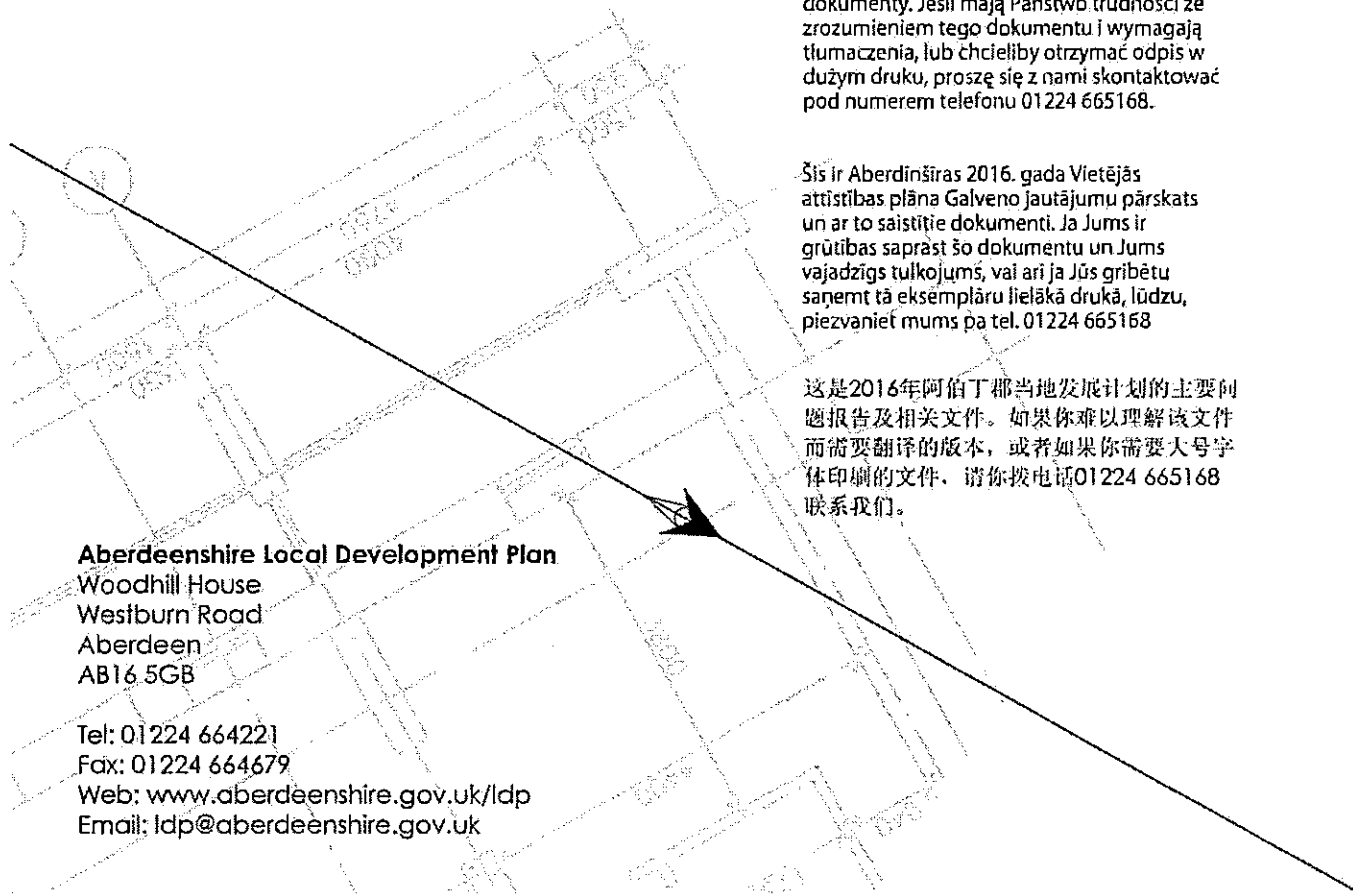 dokumenty. Jeśli mają Państwo trudności ze
zrozumieniem tego dokumentu i wymagają
tłumaczenia, lub chcieliby otrzymać odpis w
dużym druku, proszę się z nami skontaktować
pod numerem telefonu 01224 665168.
Šis ir Aberdinširas 2016. gada Vietējās
attīstības plāna Galveno jautājumu pārskats
un ar to saistītie dokumenti. Ja Jums ir
grūtības saprast šo dokumentu un Jums
vajadzīgs tulkojums, vai arī ja Jūs gribētu
saņemt tā eksemplāru lielākā drukā, lūdzu,
piezvaniet mums pa tel. 01224 665168
这是2016年阿伯丁郡当地发展计划的主要问
题报告及相关文件。如果你难以理解该文件
而需要翻译的版本，或者如果你需要大号字
体印刷的文件，请你拨电话01224 665168
联系我们。
Aberdeenshire Local Development Plan
Woodhill House
Westburn Road
Aberdeen
AB16 5GB
Tel: 01224 664221
Fax: 01224 664679
Web: www.aberdeenshire.gov.uk/ldp
Email: ldp@aberdeenshire.gov.uk